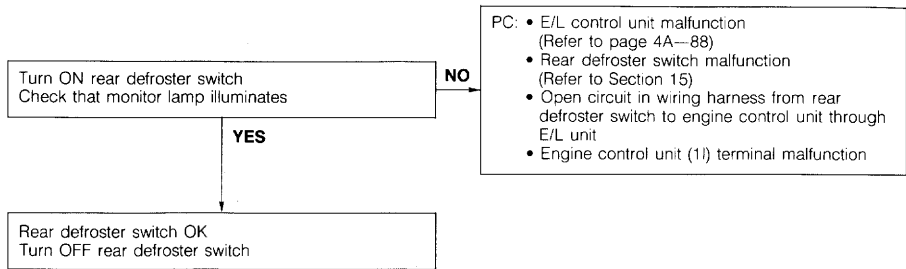 Turn ON rear defroster switch
Check that monitor lamp illuminates
NO
PC: • E/L control unit malfunction
(Refer to page 4A—88)
• Rear defroster switch malfunction
(Refer to Section 15)
• Open circuit in wiring harness from rear
defroster switch to engine control unit through
E/L unit
• Engine control unit (1I) terminal malfunction
YES
Rear defroster switch OK
Turn OFF rear defroster switch